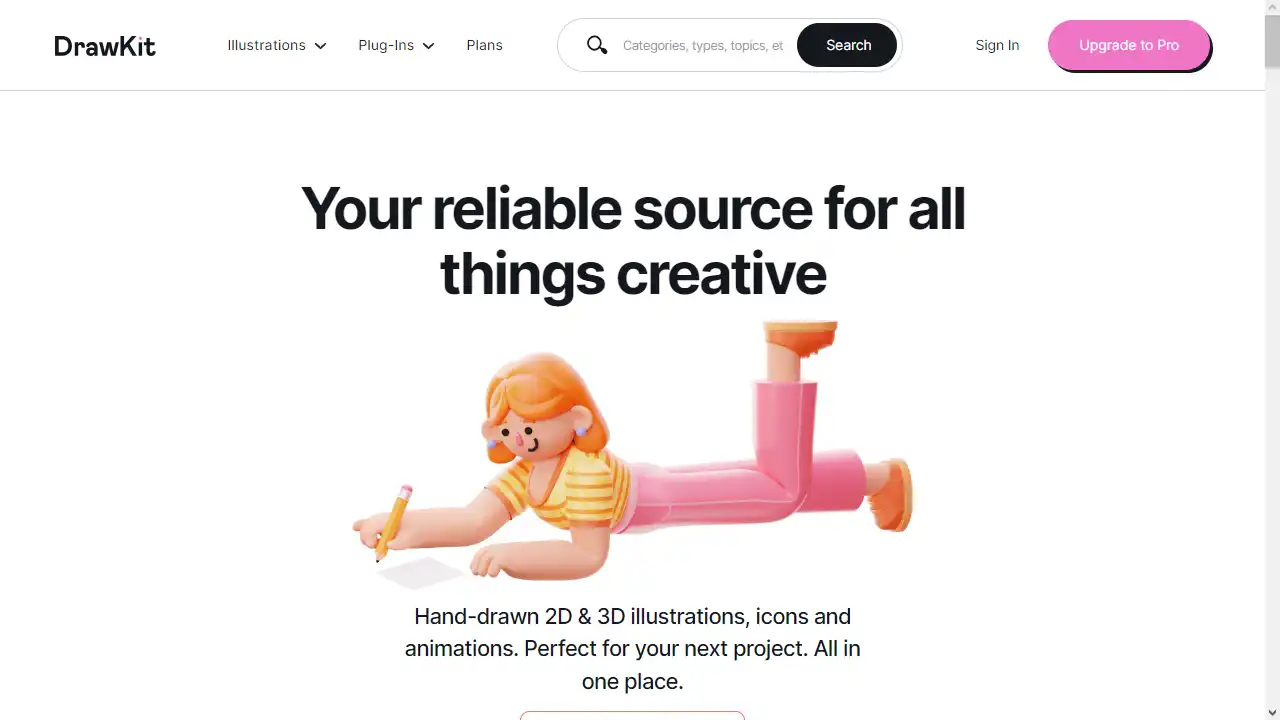 DrawKit
Illustrations
Plug-Ins
Plans
Categories, types, topics, et
Search
Sign In
Upgrade to Pro
Your reliable source for all
things creative
Hand-drawn 2D & 3D illustrations, icons and
animations. Perfect for your next project. All in
one place.